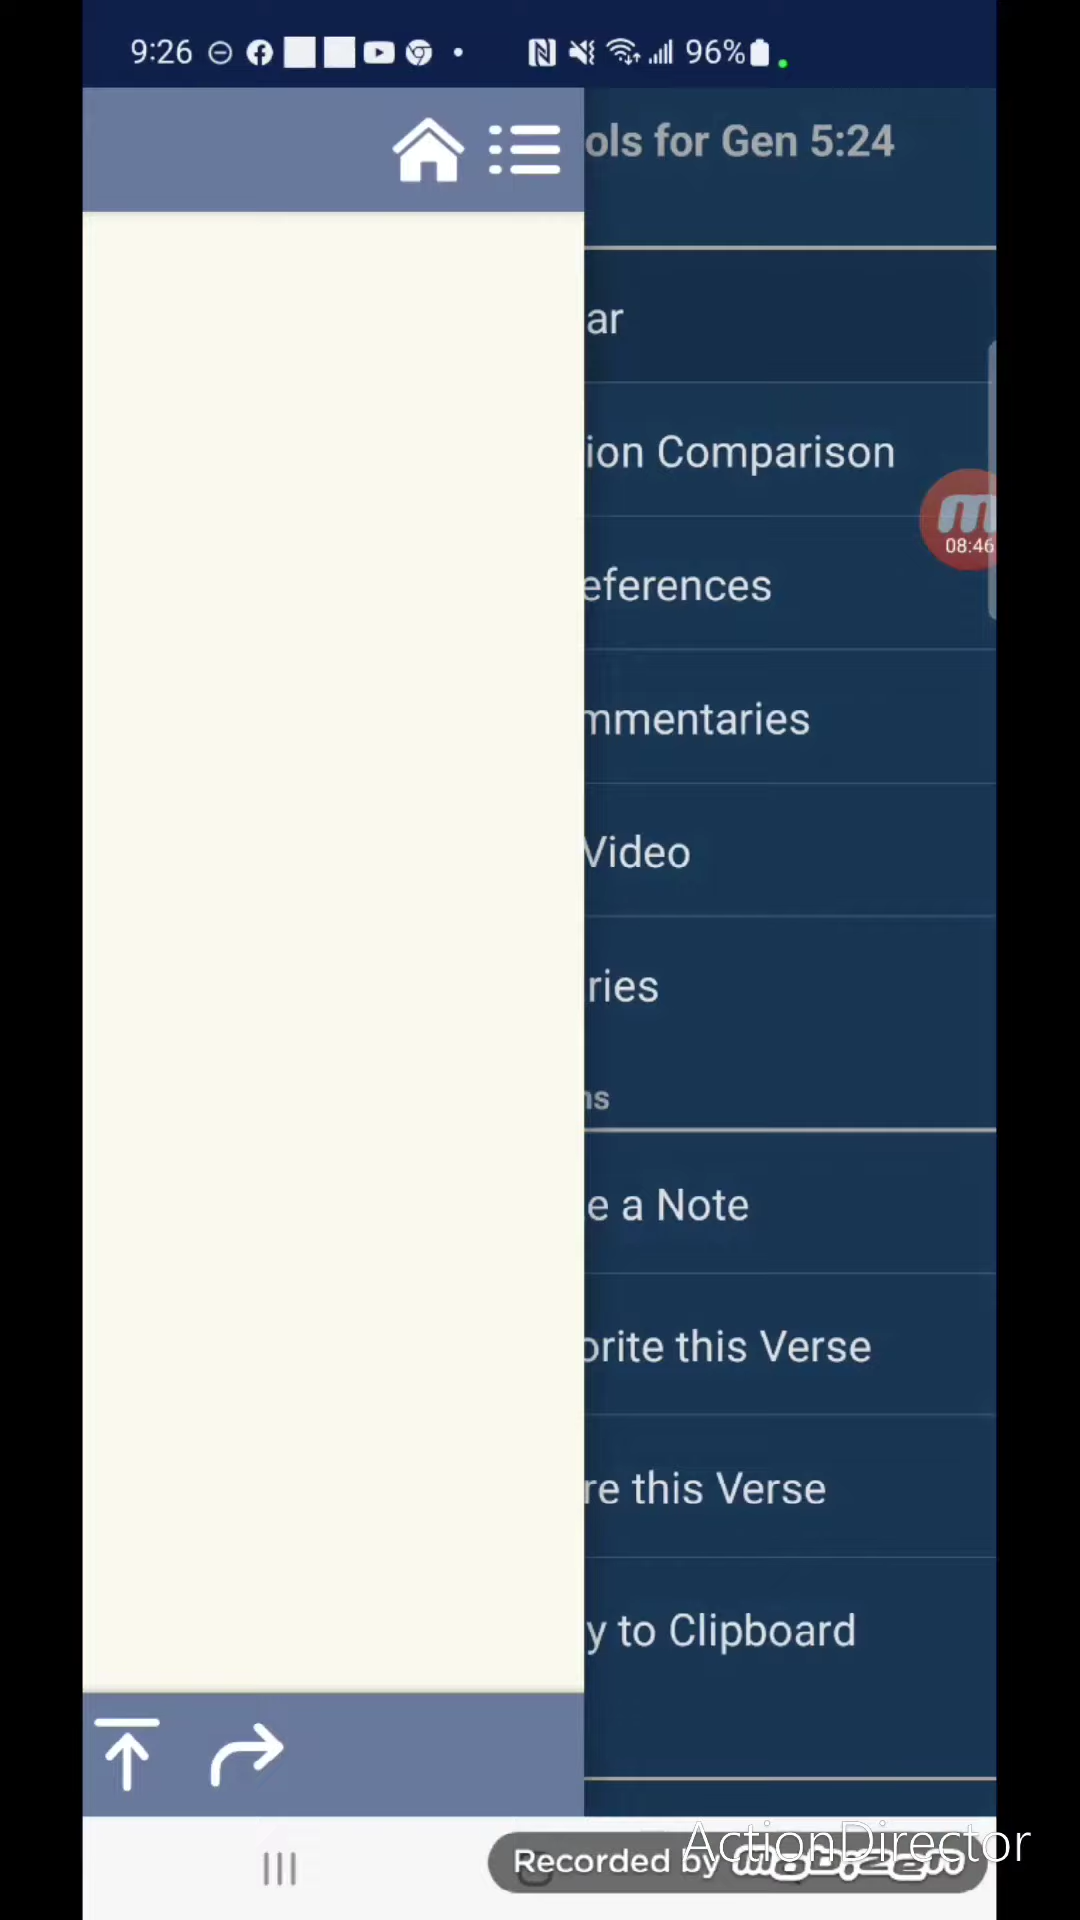 9:26
96%
ols for Gen 5:24
ar
ion Comparison
eferences
m
08:46
mmentaries
Video
ries
ns
e a Note
orite this Verse
re this Verse
y to Clipboard
ActionDirector
Recorded by mobizen